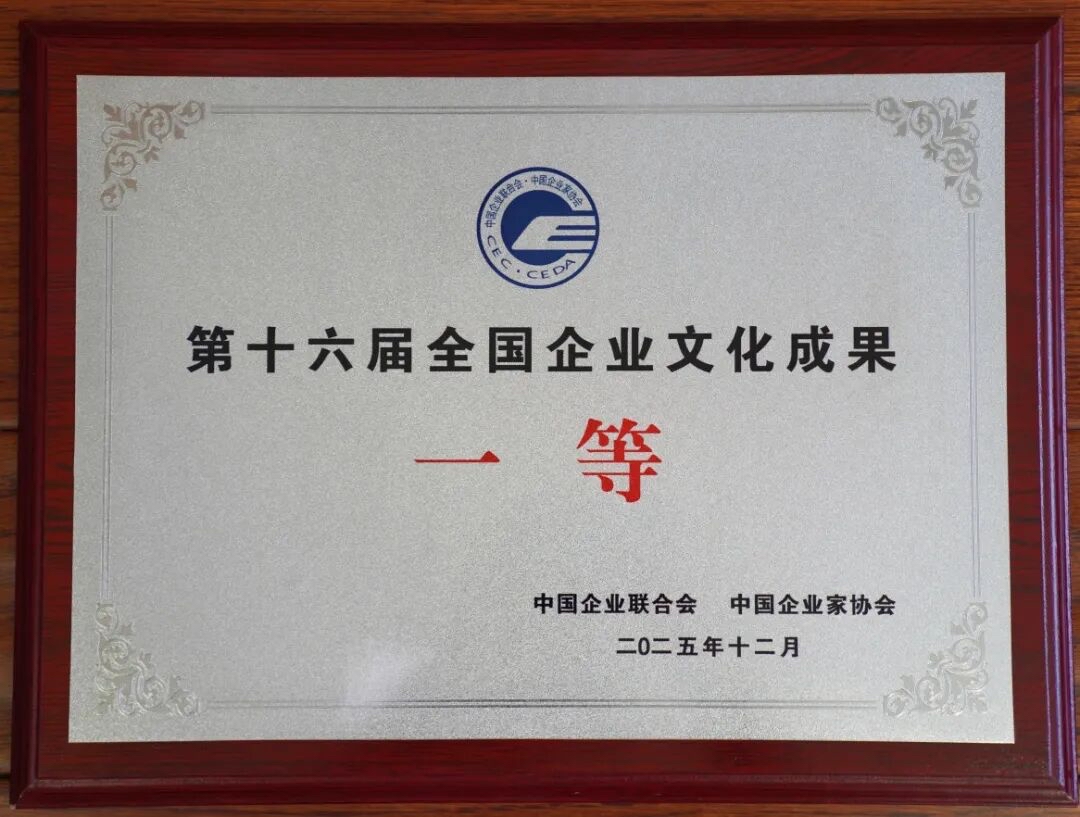 中国企业联合会·中国企业家协会
CEC·CEDA
第十六届全国企业文化成果
一等
中国企业联合会 中国企业家协会
二〇二五年十二月